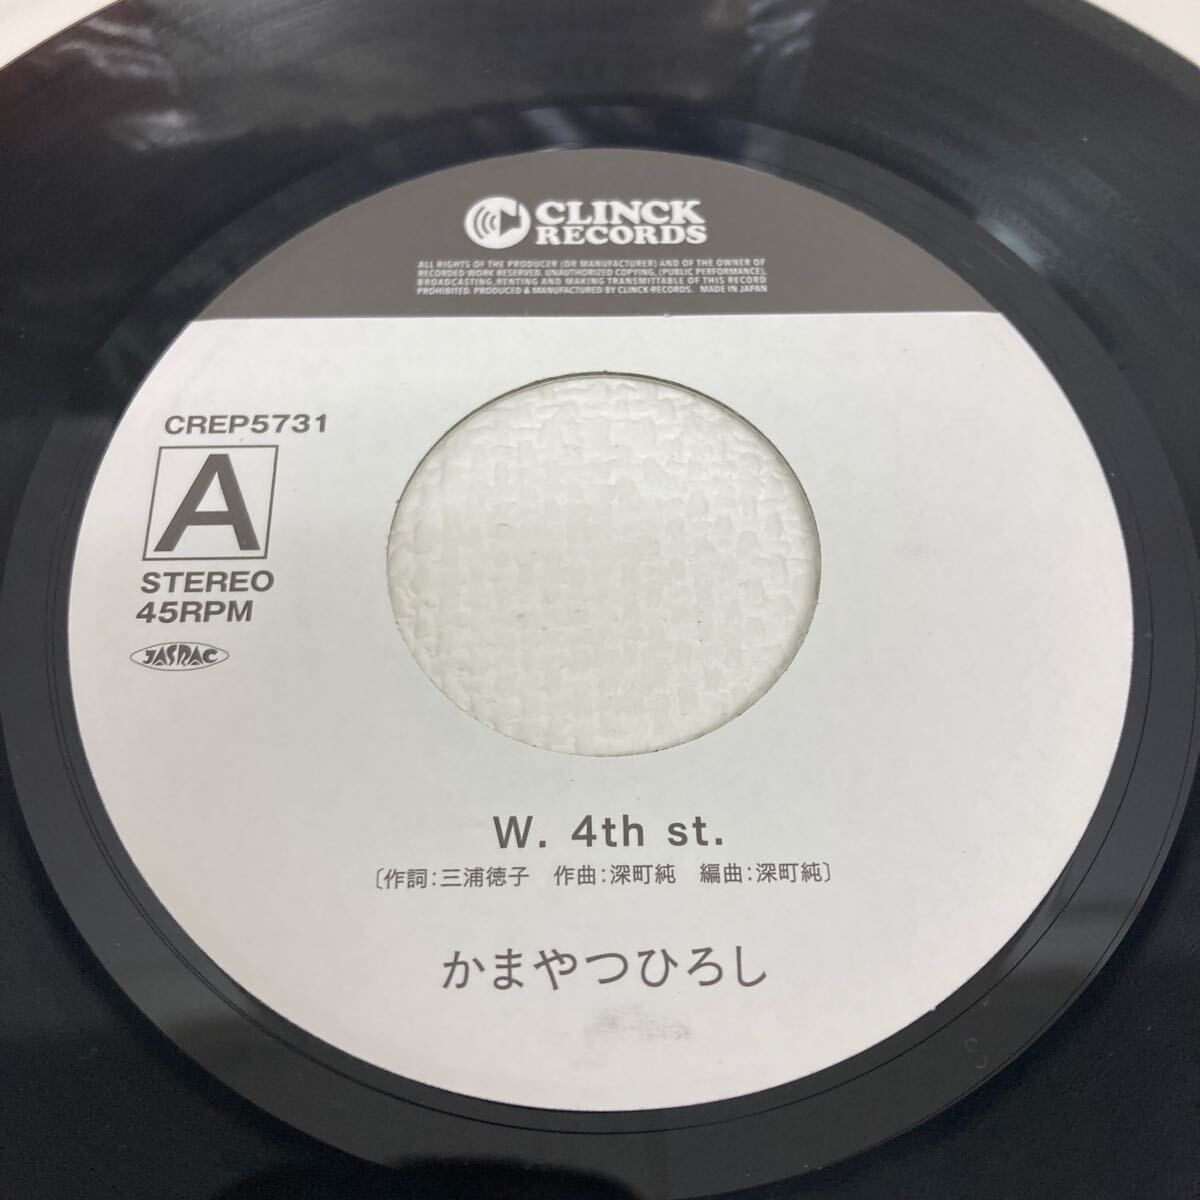 CLINCK
RECORDS
ALL RIGHTS OF THE PRODUCER (OR MANUFACTURER) AND OF THE OWNER OF
RECORDED WORK RESERVED, UNAUTHORIZED COPYING, (PUBLIC PERFORMANCE),
BROADCASTING, RENTING AND MAKING TRANSMITTABLE OF THIS RECORD
PROHIBITED. PRODUCED & MANUFACTURED BY CLINCK-RECORDS. MADE IN JAPAN
CREP5731
A
STEREO
45RPM
JASRAC
W. 4th st.
〔作詞:三浦徳子 作曲:深町純 編曲:深町純〕
かまやつひろし